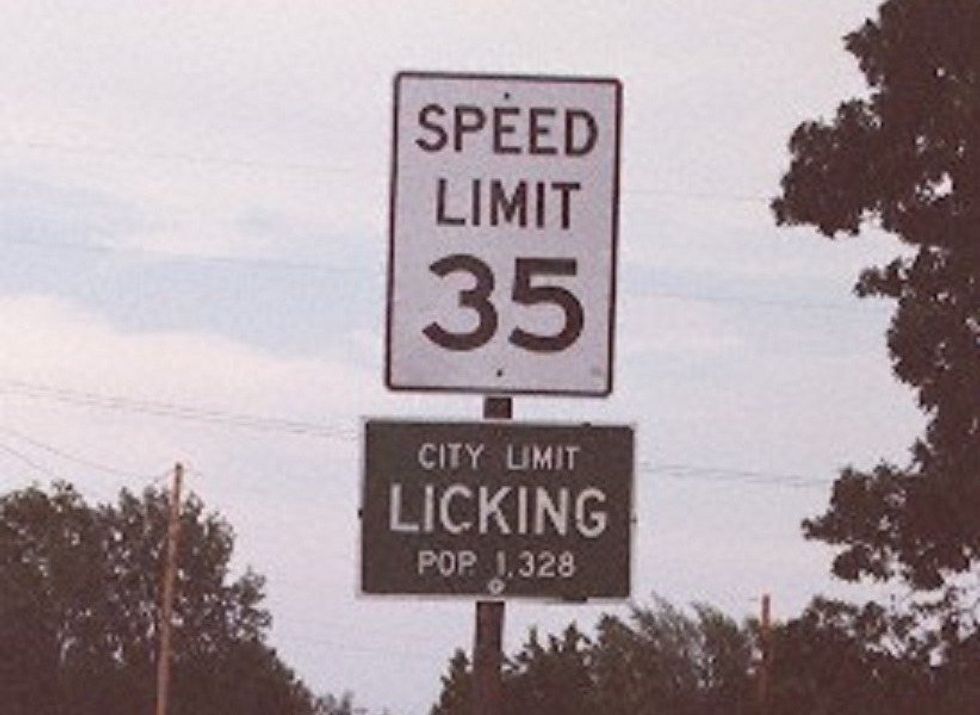 SPEED
LIMIT
35
CITY LIMIT
LICKING
POP 1,328